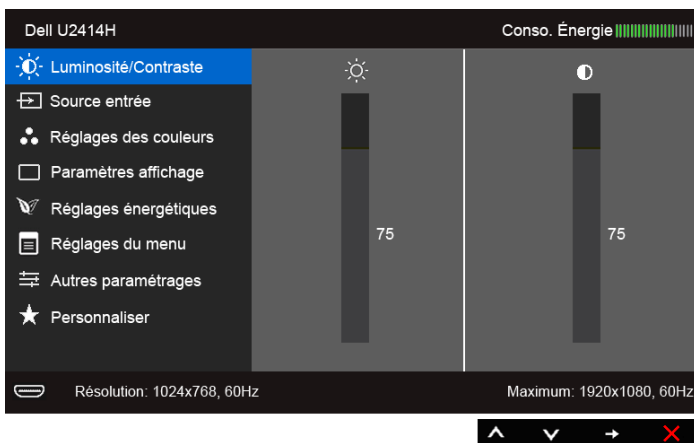 Dell U2414H
Conso. Énergie
Luminosité/Contraste
Source entrée
Réglages des couleurs
Paramètres affichage
Réglages énergétiques
Réglages du menu
Autres paramétrages
Personnaliser
75
75
Résolution: 1024x768, 60Hz
Maximum: 1920x1080, 60Hz